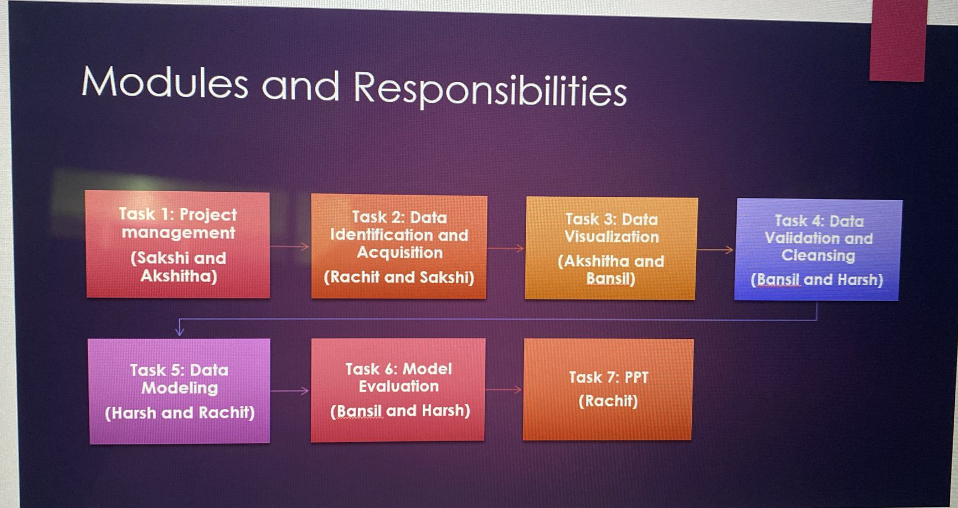 Modules and Responsibilities
Task 1: Project
management
(Sakshi and
Akshitha)
Task 2: Data
Identification and
Acquisition
(Rachit and Sakshi)
Task 3: Data
Visualization
(Akshitha and
Bansil)
Task 4: Data
Validation and
Cleansing
(Bansil and Harsh)
Task 5: Data
Modeling
(Harsh and Rachit)
Task 6: Model
Evaluation
(Bansil and Harsh)
Task 7: PPT
(Rachit)